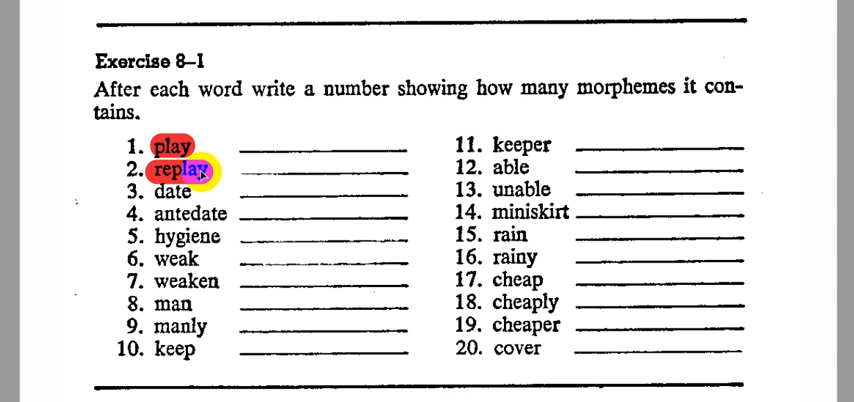 Exercise 8–1
After each word write a number showing how many morphemes it con-
tains.
1. play
2. replay
3. date
4. antedate
5. hygiene
6. weak
7. weaken
8. man
9. manly
10. keep
11. keeper
12. able
13. unable
14. miniskirt
15. rain
16. rainy
17. cheap
18. cheaply
19. cheaper
20. cover